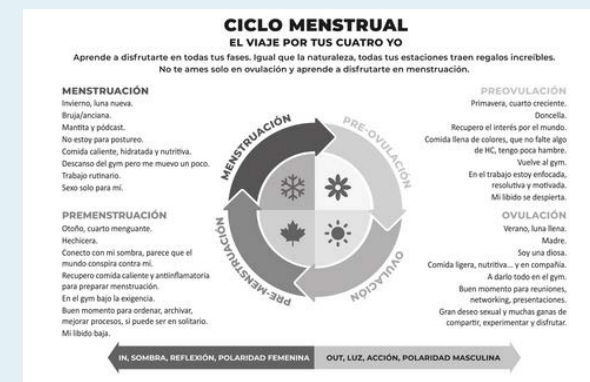 CICLO MENSTRUAL
EL VIAJE POR TUS CUATRO YO
Aprende a disfrutarte en todas tus fases. Igual que la naturaleza, todas tus estaciones traen regalos increíbles.
No te ames solo en ovulación y aprende a disfrutarte en menstruación.
MENSTRUACIÓN
Invierno, luna nueva.
Bruja/anciana.
Mantita y pódcast.
No estoy para postureo.
Comida caliente, hidratada y nutritiva.
Descanso del gym pero me muevo un poco.
Trabajo rutinario.
Sexo solo para mí.
PREMENSTRUACIÓN
Otoño, cuarto menguante.
Hechicera.
Conecto con mi sombra, parece que el
mundo conspira contra mí.
Recupero comida caliente y antiinflamatoria
para preparar menstruación.
En el gym bajo la exigencia.
Buen momento para ordenar, archivar,
mejorar procesos, si puede ser en solitario.
Mi libido baja.
MENSTRUACIÓN
PRE-OVULACIÓN
OVULACIÓN
PRE-MENSTRUACIÓN
PREOVULACIÓN
Primavera, cuarto creciente.
Doncella.
Recupero el interés por el mundo.
Comida llena de colores, que no falte algo
de HC, tengo poca hambre.
Vuelve al gym.
En el trabajo estoy enfocada,
resolutiva y motivada.
Mi libido se despierta.
OVULACIÓN
Verano, luna llena.
Madre.
Soy una diosa.
Comida ligera, nutritiva... y en compañía.
A darlo todo en el gym.
Buen momento para reuniones,
networking, presentaciones.
Gran deseo sexual y muchas ganas de
compartir, experimentar y disfrutar.
IN, SOMBRA, REFLEXIÓN, POLARIDAD FEMENINA
OUT, LUZ, ACCIÓN, POLARIDAD MASCULINA